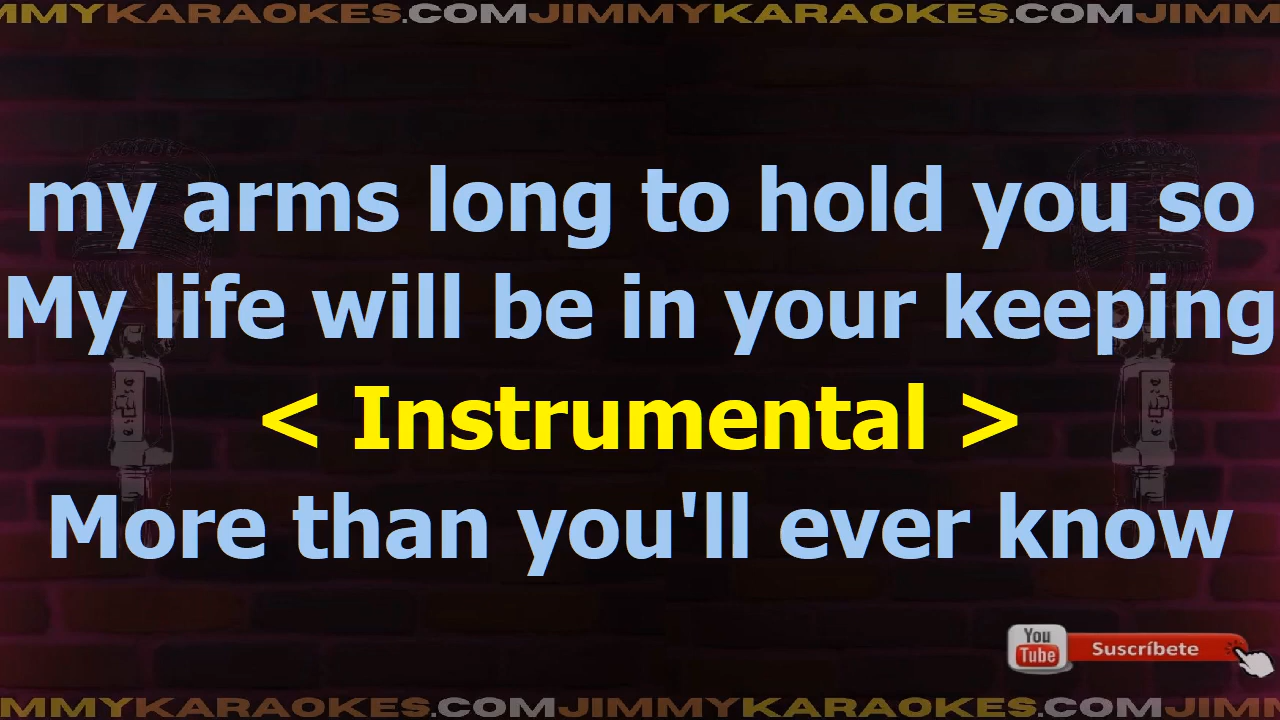 MMYKARAOKES.COMJIMMYKARAOKES.COMJIMM
my arms long to hold you so
My life will be in your keeping
< Instrumental >
More than you'll ever know
You
Tube
Suscríbete
MMYKARAOKES.COMJIMMYKARAOKES.COMJIMM